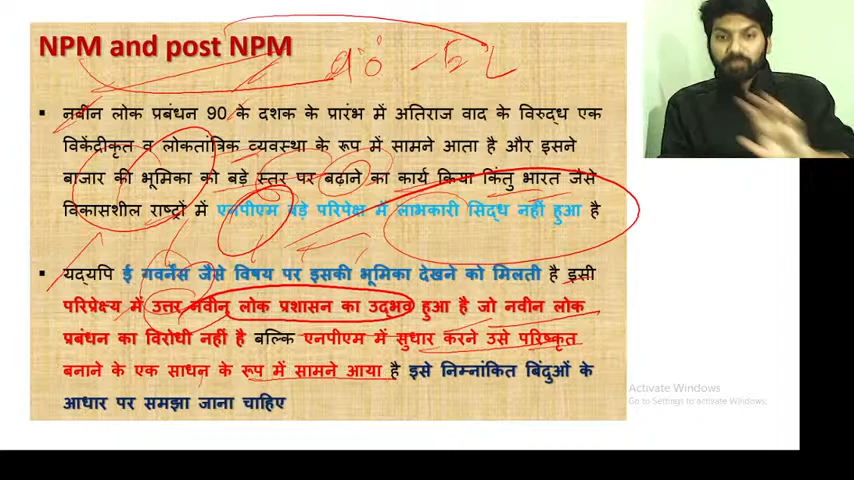 NPM and post NPM
90
नवीन लोक प्रबंधन 90 के दशक के प्रारंभ में अतिराज वाद के विरुद्ध एक
विकेंद्रीकृत व लोकतांत्रिक व्यवस्था के रूप में सामने आता है और इसने
बाजार की भूमिका को बड़े स्तर पर बढ़ाने का कार्य किया किंतु भारत जैसे
विकासशील राष्ट्रों में एनपीएम बड़े परिपेक्ष में लाभकारी सिद्ध नहीं हुआ है
यद्यपि ई गवर्नेंस जैसे विषय पर इसकी भूमिका देखने को मिलती है इसी
परिप्रेक्ष्य में उत्तर नवीन लोक प्रशासन का उद्भव हुआ है जो नवीन लोक
प्रबंधन का विरोधी नहीं है बल्कि एनपीएम में सुधार करने उसे परिष्कृत
बनाने के एक साधन के रूप में सामने आया है इसे निम्नांकित बिंदुओं के
आधार पर समझा जाना चाहिए
Activate Windows
Go to Settings to activate Windows.